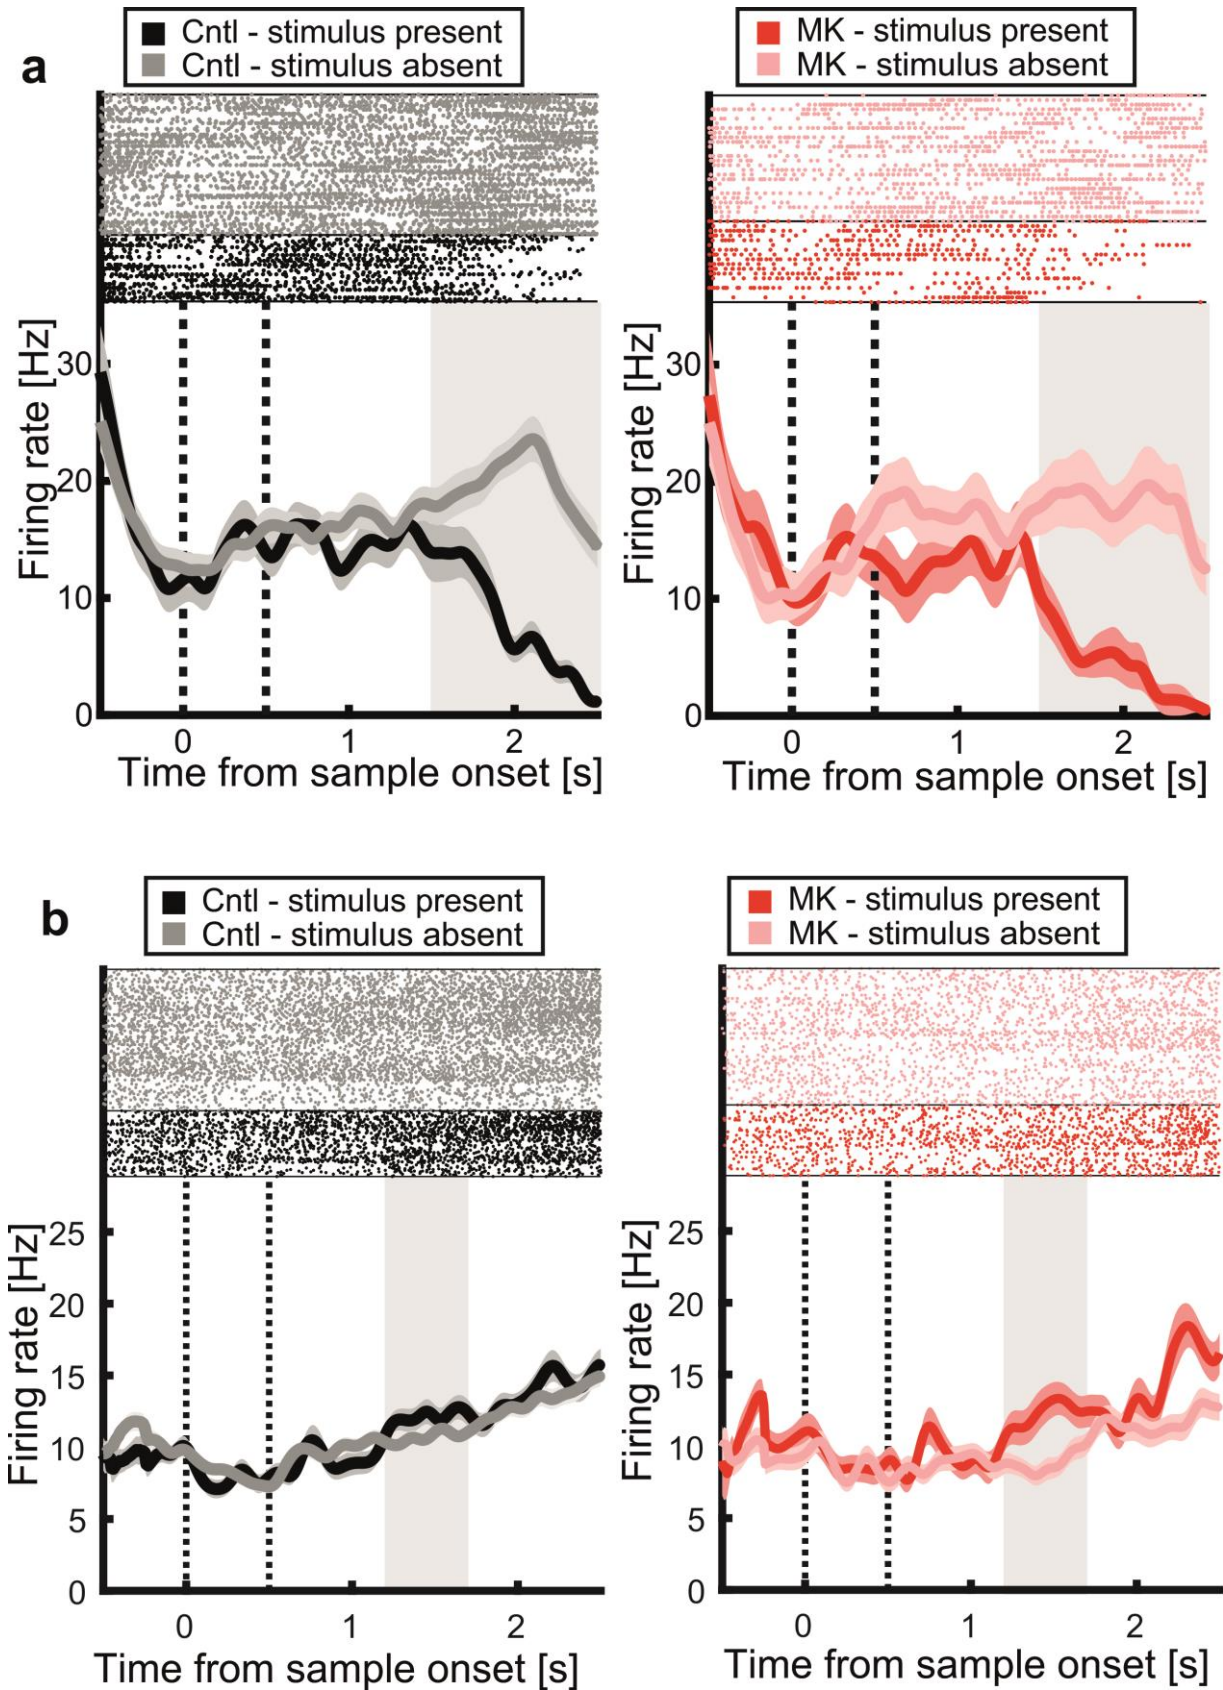 a
Cntl - stimulus present
Cntl - stimulus absent
MK - stimulus present
MK - stimulus absent
Firing rate [Hz]
30
20
10
0
0 1 2
Time from sample onset [s]
Firing rate [Hz]
30
20
10
0
0 1 2
Time from sample onset [s]
b
Cntl - stimulus present
Cntl - stimulus absent
MK - stimulus present
MK - stimulus absent
Firing rate [Hz]
25
20
15
10
5
0
0 1 2
Time from sample onset [s]
Firing rate [Hz]
25
20
15
10
5
0
0 1 2
Time from sample onset [s]